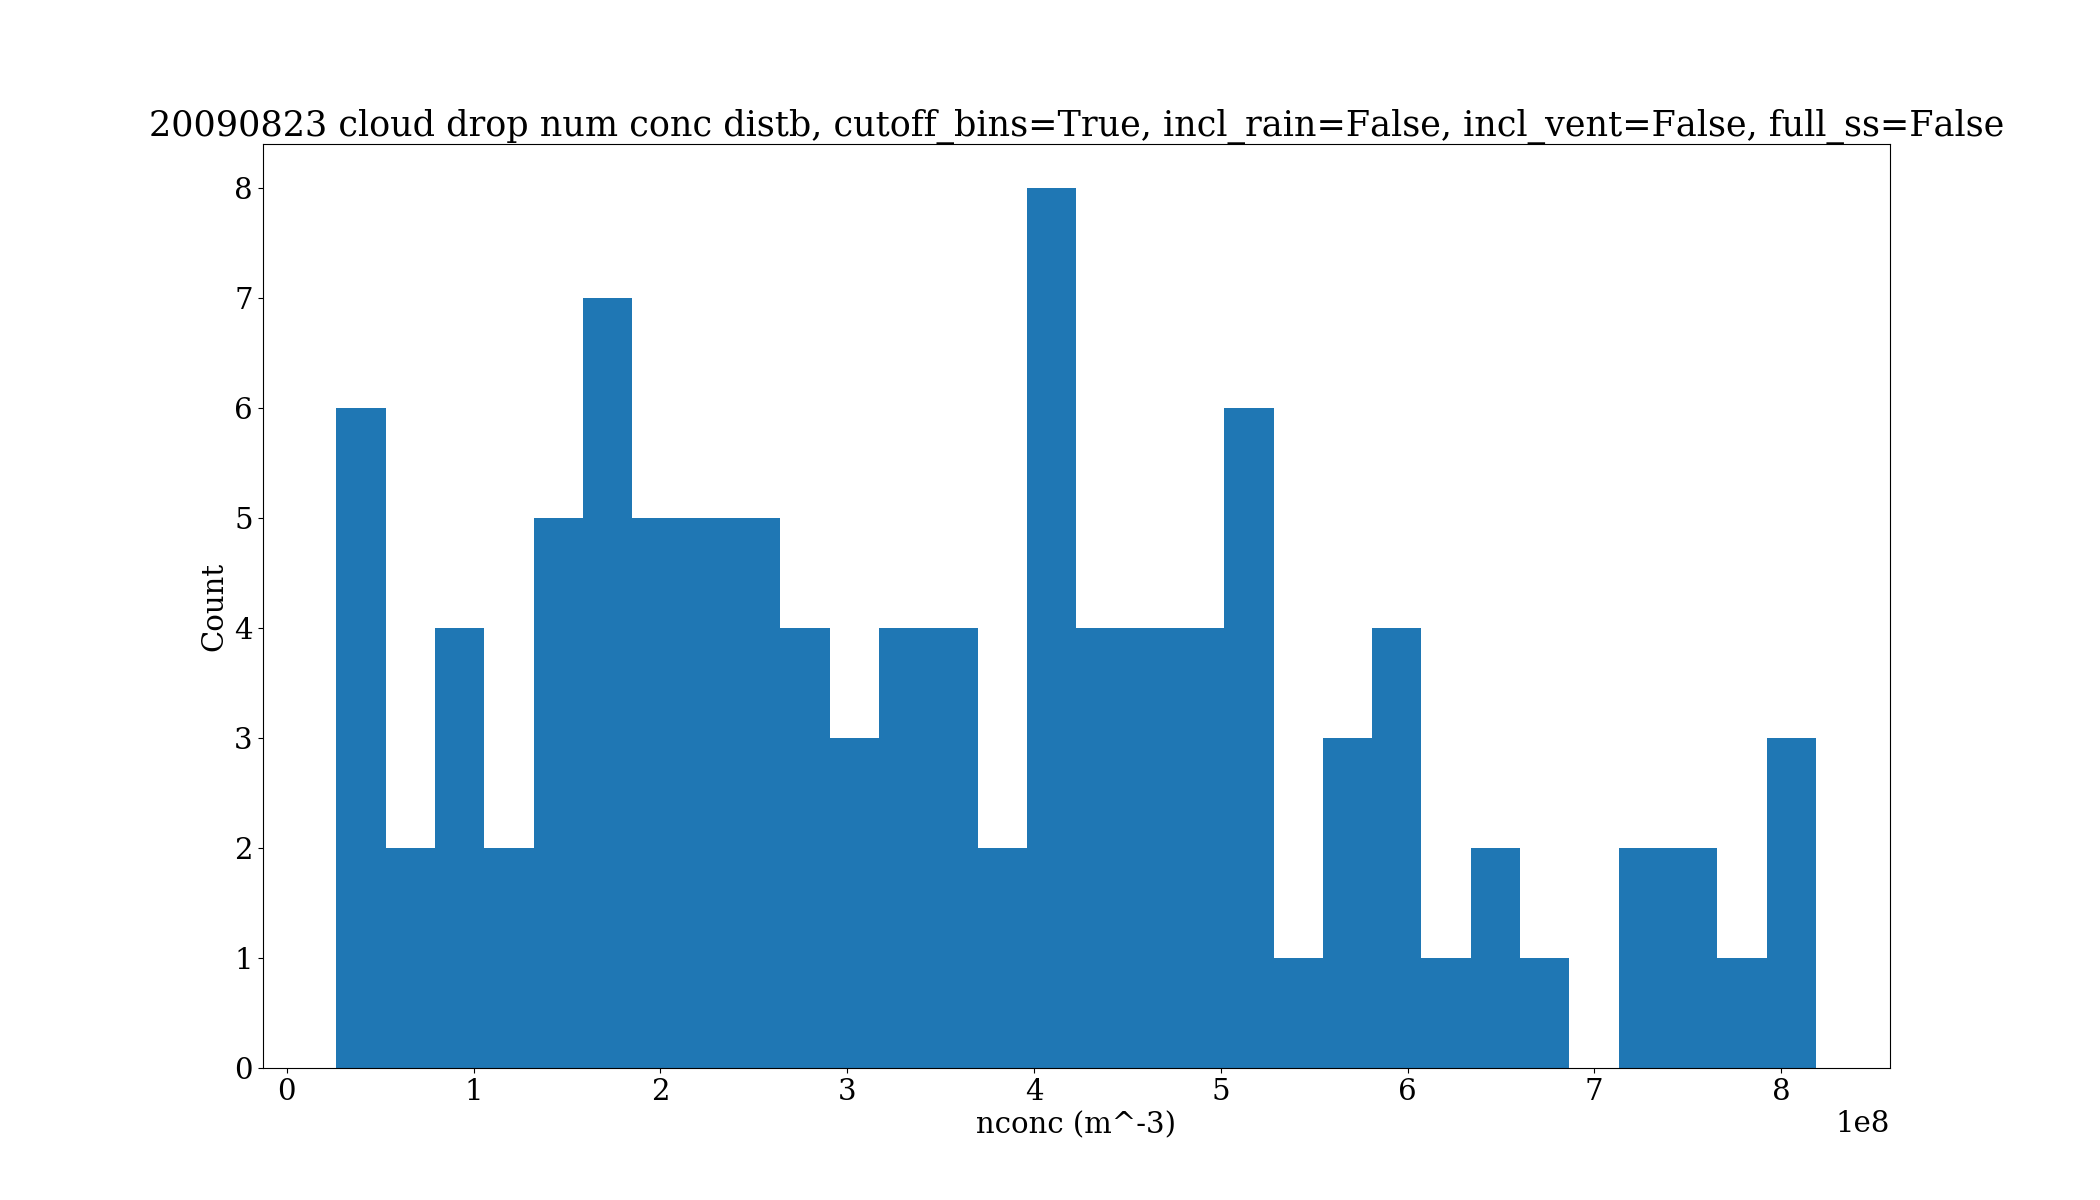 20090823 cloud drop num conc distb, cutoff_bins=True, incl_rain=False, incl_vent=False, full_ss=False
8
7
6
5
4
3
2
1
0
Count
0 1 2 3 4 5 6 7 8
nconc (m^-3)
1e8